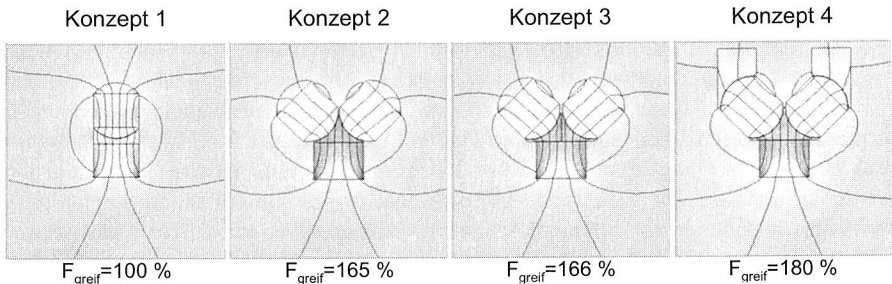 Konzept 1 Konzept 2 Konzept 3 Konzept 4
F_greif=100 % F_greif=165 % F_greif=166 % F_greif=180 %